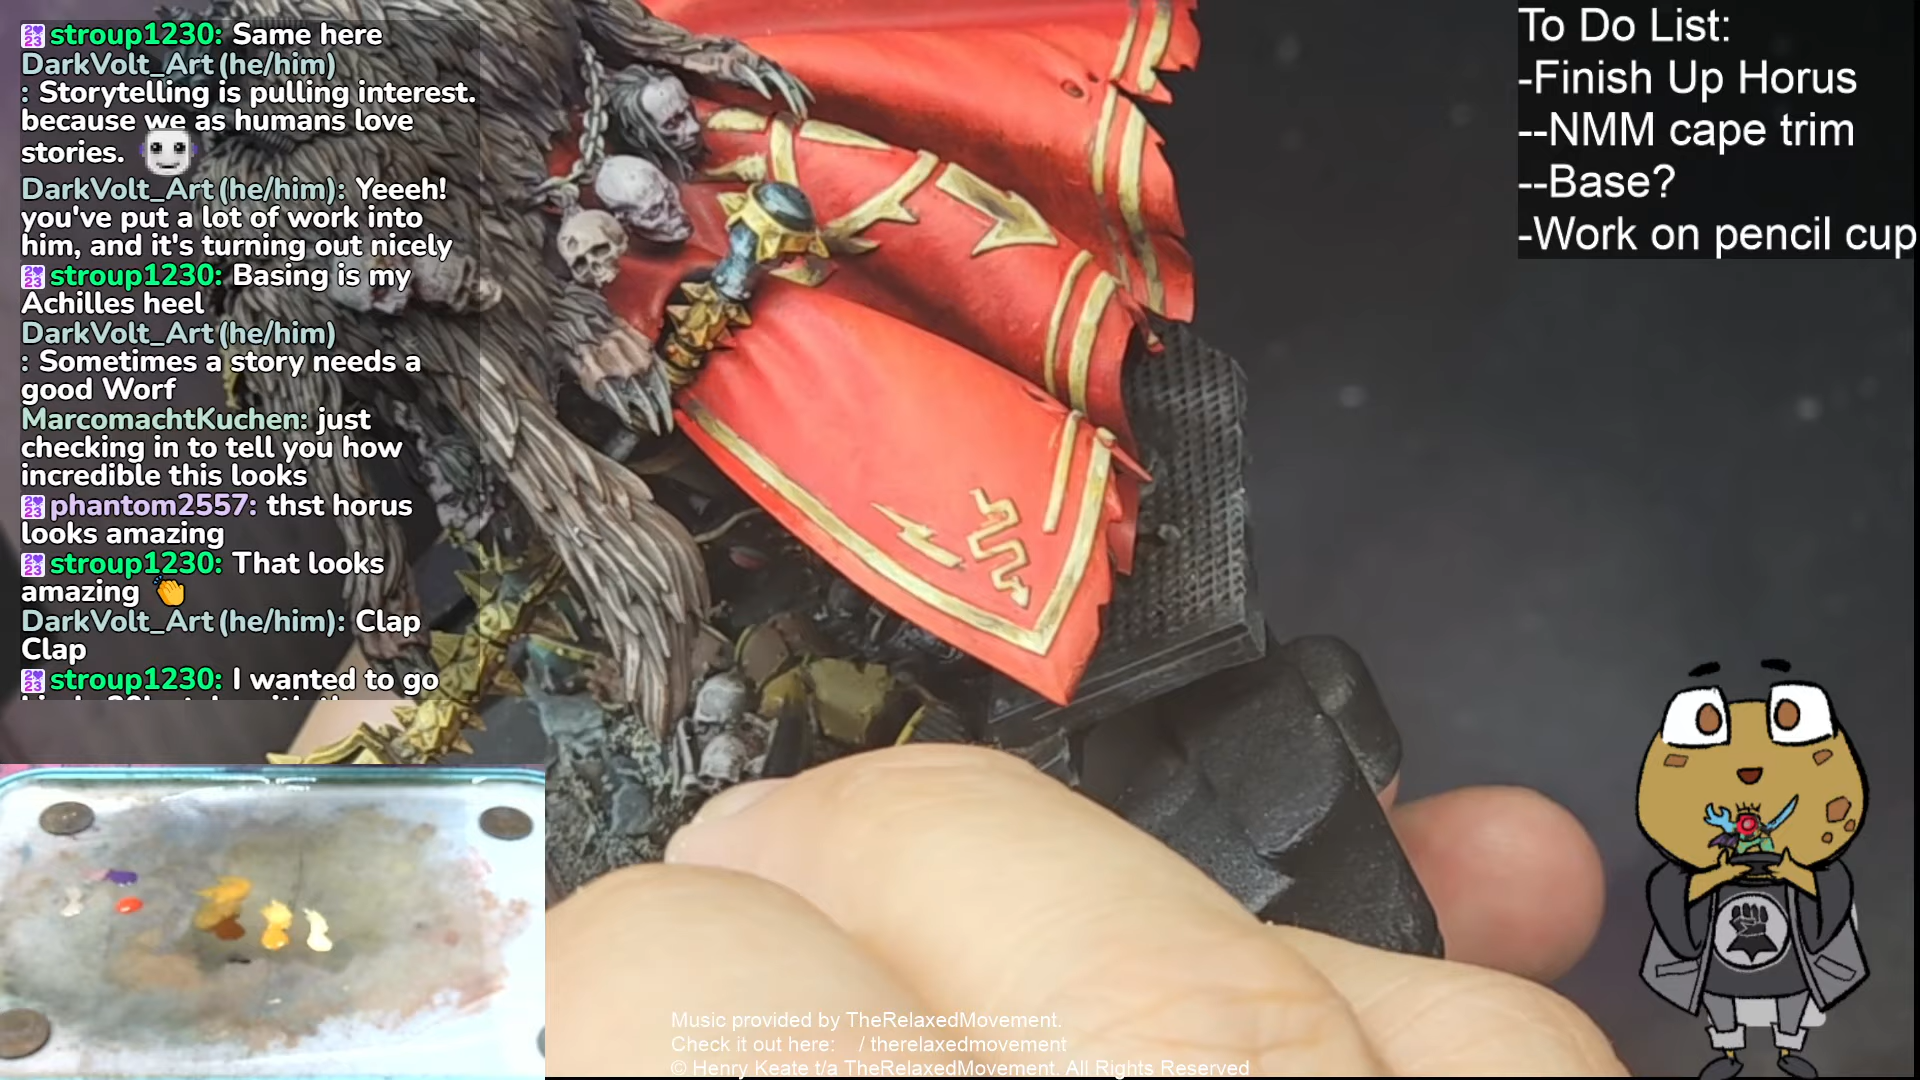 stroup1230: Same here
DarkVolt_Art (he/him)
: Storytelling is pulling interest.
because we as humans love
stories.
DarkVolt_Art (he/him): Yeeeh!
you've put a lot of work into
him, and it's turning out nicely
stroup1230: Basing is my
Achilles heel
DarkVolt_Art (he/him)
: Sometimes a story needs a
good Worf
MarcomachtKuchen: just
checking in to tell you how
incredible this looks
phantom2557: thst horus
looks amazing
stroup1230: That looks
amazing
DarkVolt_Art (he/him): Clap
Clap
stroup1230: I wanted to go
To Do List:
-Finish Up Horus
--NMM cape trim
--Base?
-Work on pencil cup
Music provided by TheRelaxedMovement.
Check it out here: / therelaxedmovement
© Henry Keate t/a TheRelaxedMovement. All Rights Reserved